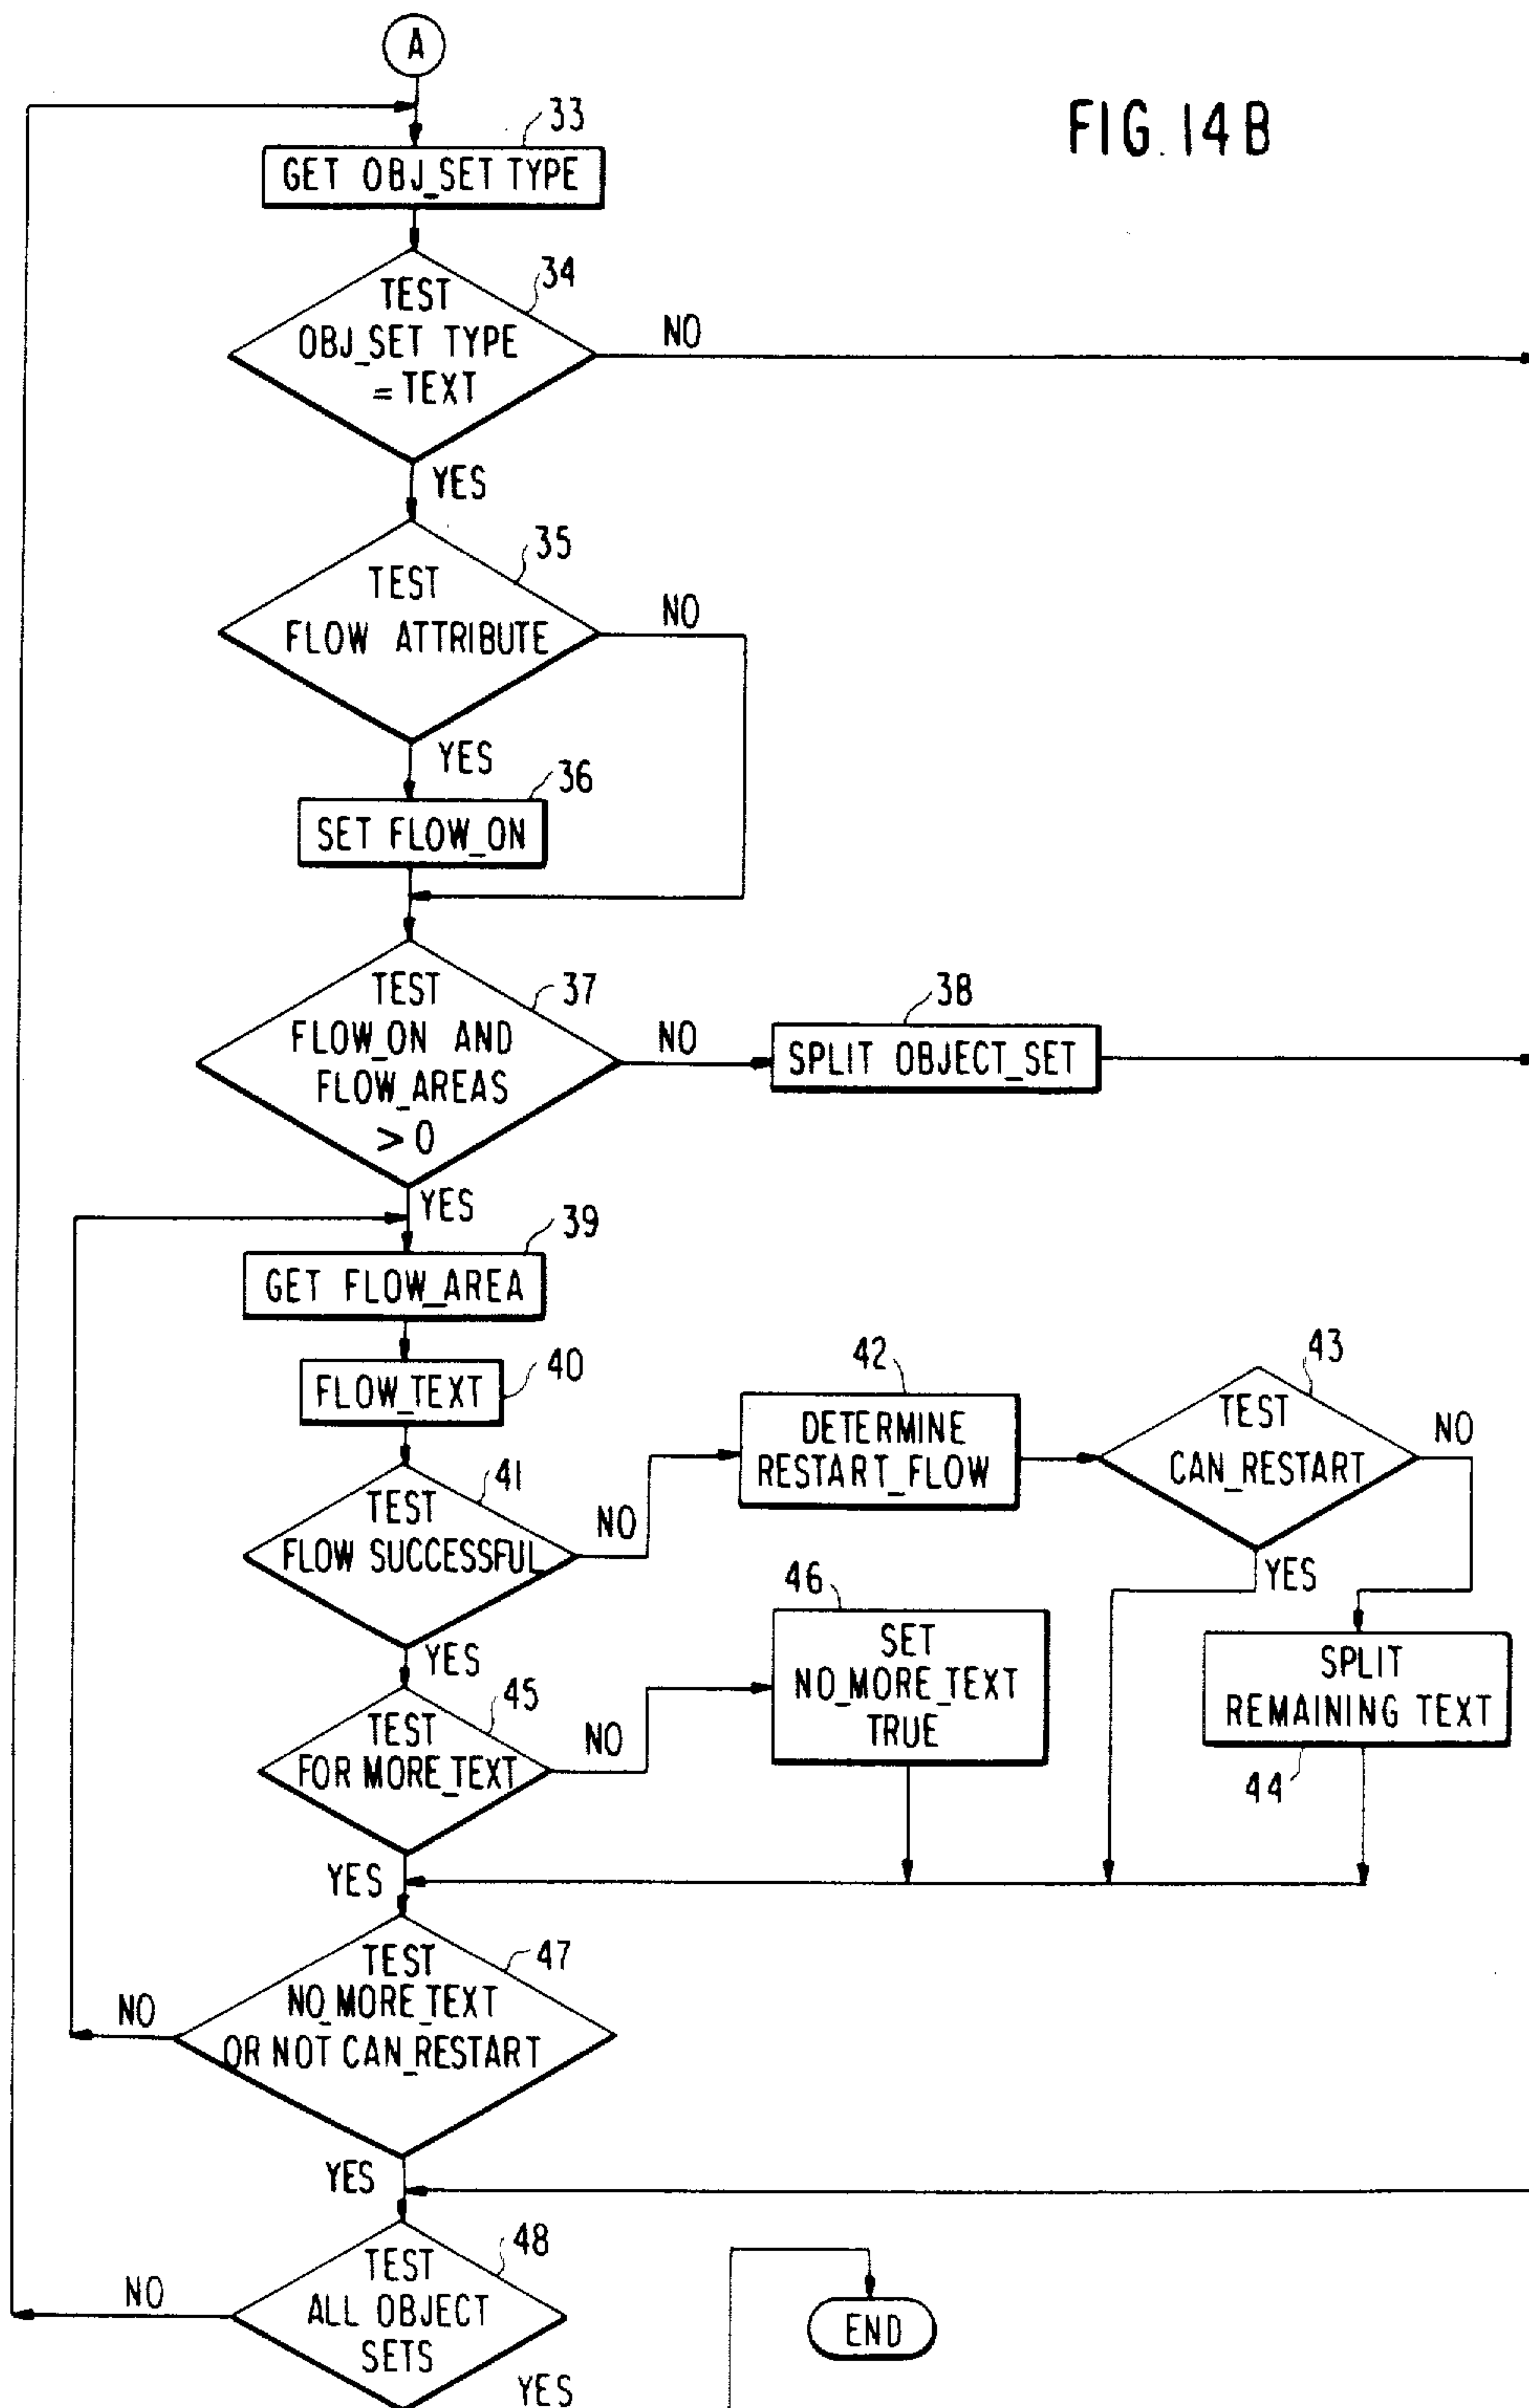 A
FIG. 14B
33
GET OBJ_SET TYPE
34
TEST
OBJ_SET TYPE
= TEXT
NO
YES
35
TEST
FLOW ATTRIBUTE
NO
YES
36
SET FLOW_ON
37
TEST
FLOW_ON AND
FLOW_AREAS
> 0
NO
38
SPLIT OBJECT_SET
YES
39
GET FLOW_AREA
40
FLOW_TEXT
41
TEST
FLOW SUCCESSFUL
NO
42
DETERMINE
RESTART_FLOW
43
TEST
CAN_RESTART
NO
YES
44
SPLIT
REMAINING TEXT
YES
45
TEST
FOR MORE_TEXT
NO
46
SET
NO_MORE_TEXT
TRUE
YES
47
TEST
NO_MORE_TEXT
OR NOT CAN_RESTART
NO
YES
48
TEST
ALL OBJECT
SETS
NO
YES
END